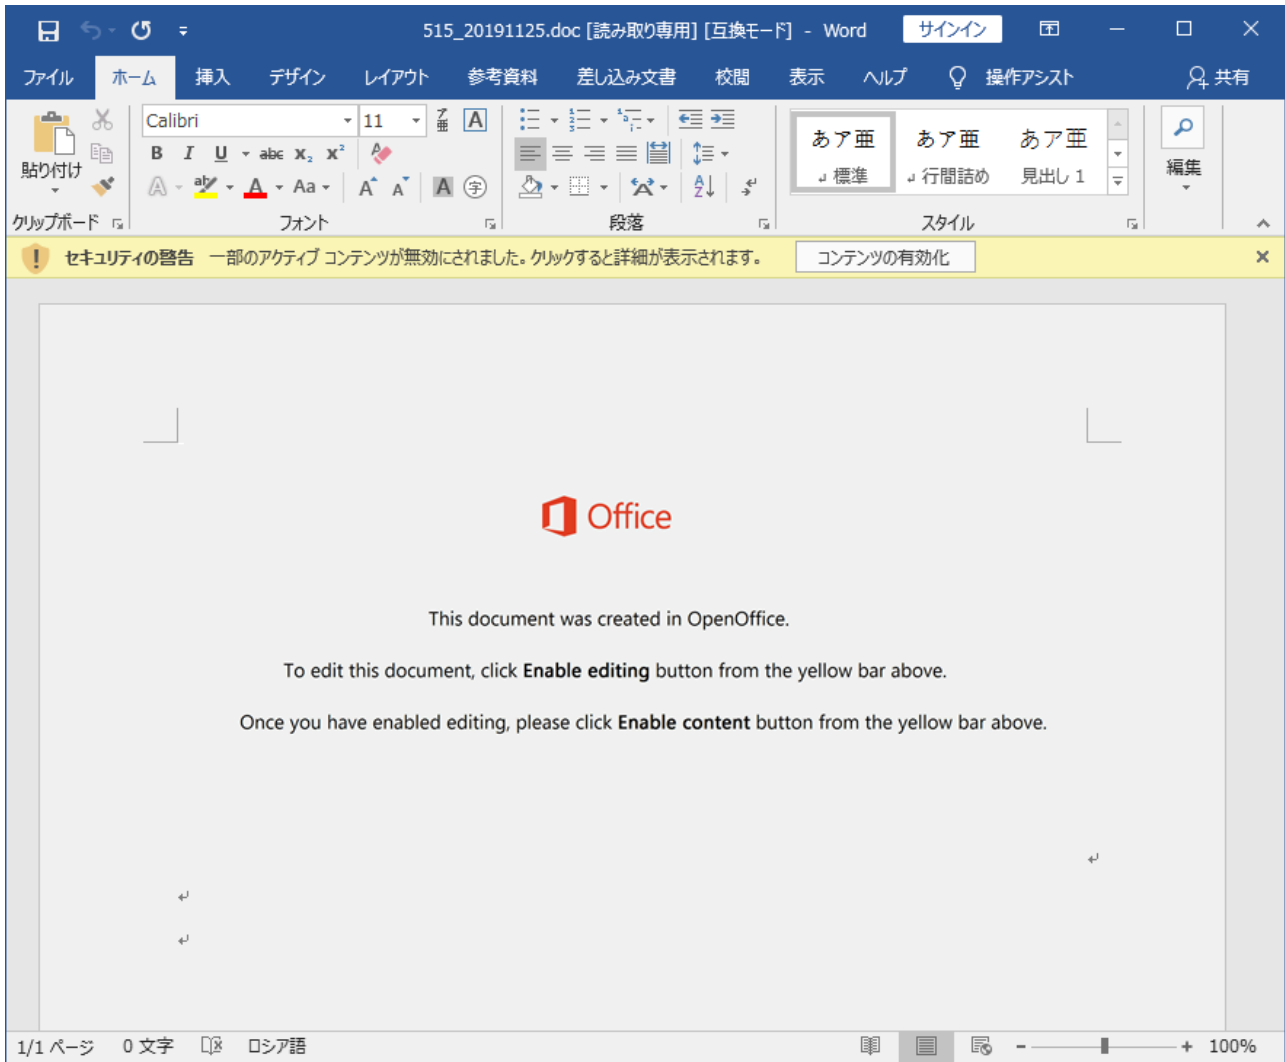 515_20191125.doc [読み取り専用] [互換モード] - Word サインイン
ファイル ホーム 挿入 デザイン レイアウト 参考資料 差し込み文書 校閲 表示 ヘルプ 操作アシスト 共有
貼り付け
Calibri 11
B I U abc X₂ X²
Aa A A A 字
あア亜 あア亜 あア亜
標準 行間詰め 見出し 1
編集
クリップボード フォント 段落 スタイル
セキュリティの警告 一部のアクティブ コンテンツが無効にされました。クリックすると詳細が表示されます。 コンテンツの有効化
Office
This document was created in OpenOffice.
To edit this document, click Enable editing button from the yellow bar above.
Once you have enabled editing, please click Enable content button from the yellow bar above.
1/1 ページ 0 文字 ロシア語 100%